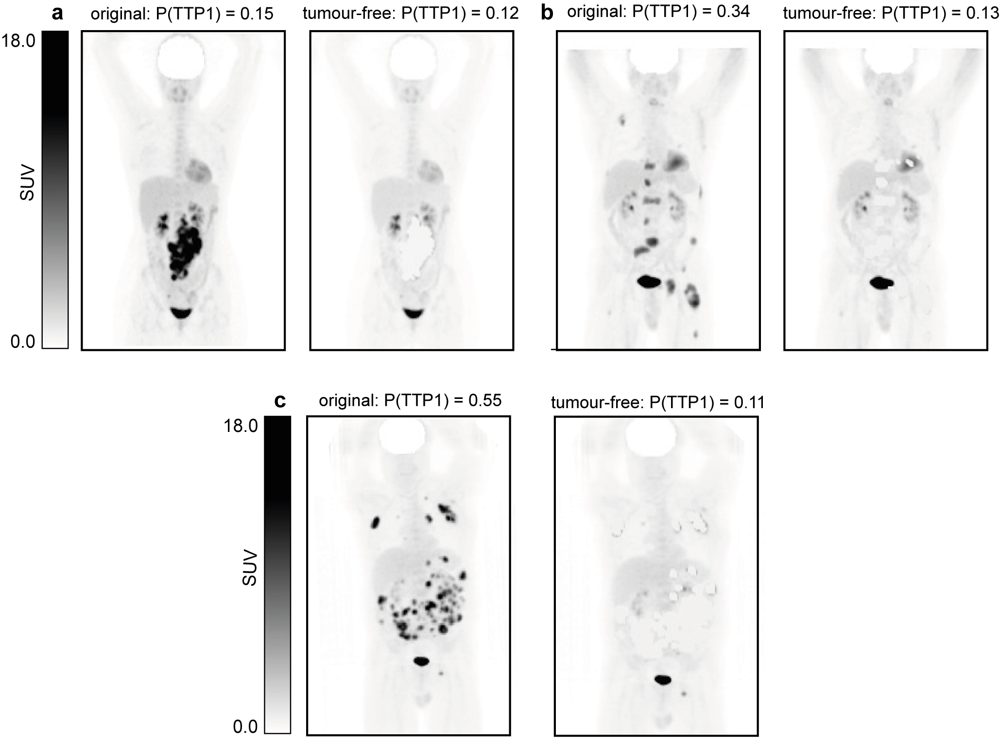 a
original: P(TTP1) = 0.15
tumour-free: P(TTP1) = 0.12
b
original: P(TTP1) = 0.34
tumour-free: P(TTP1) = 0.13
18.0
SUV
0.0
c
original: P(TTP1) = 0.55
tumour-free: P(TTP1) = 0.11
18.0
SUV
0.0